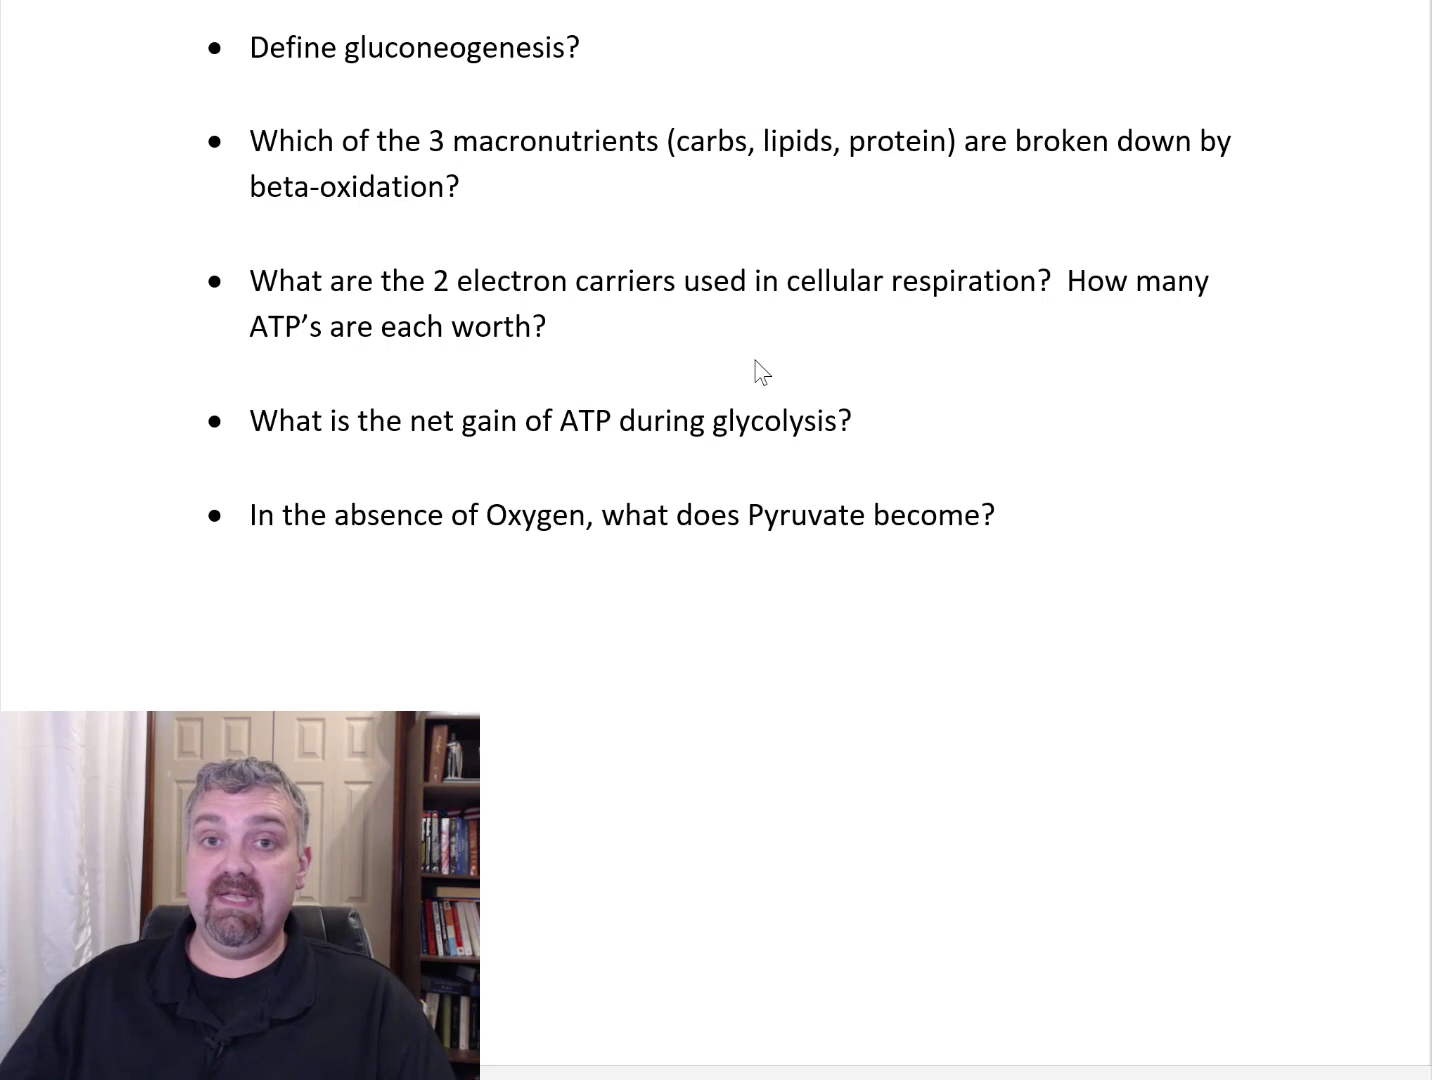 • Define gluconeogenesis?
• Which of the 3 macronutrients (carbs, lipids, protein) are broken down by
beta-oxidation?
• What are the 2 electron carriers used in cellular respiration?  How many
ATP’s are each worth?
• What is the net gain of ATP during glycolysis?
• In the absence of Oxygen, what does Pyruvate become?